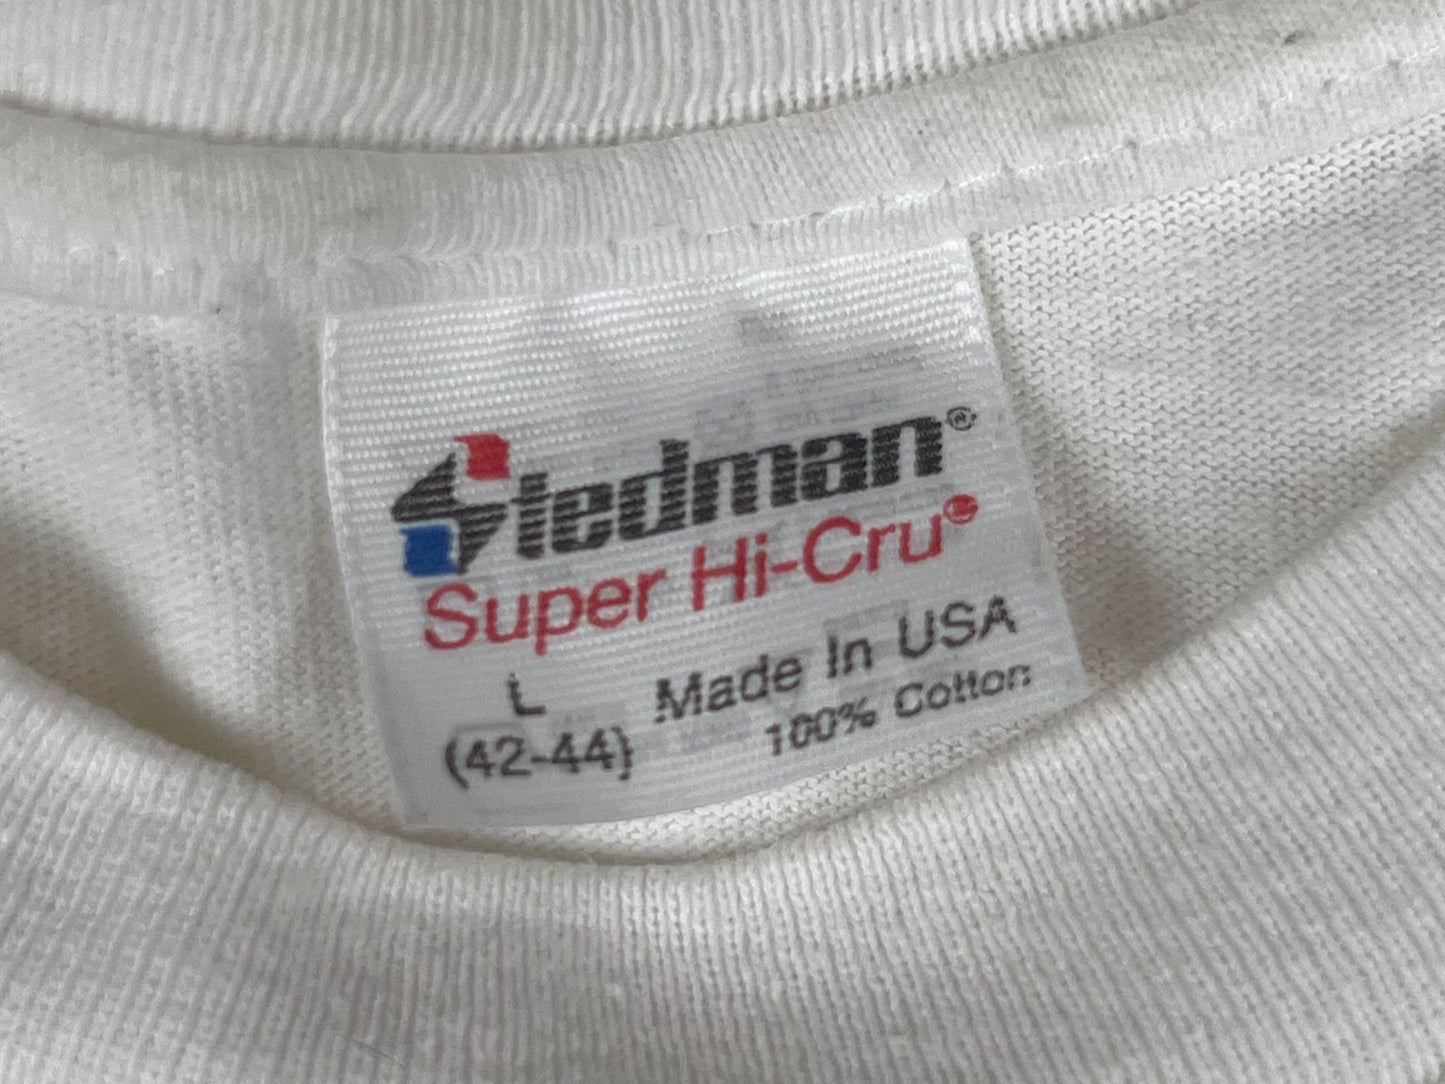 Stedman®
Super Hi-Cru®
L Made In USA
(42-44) 100% Cotton